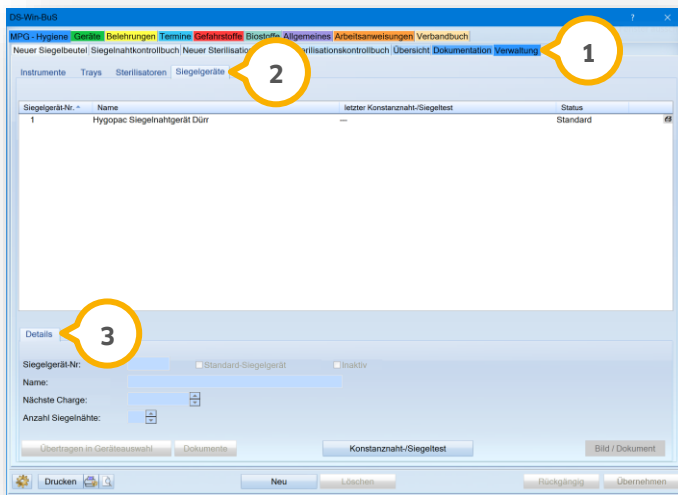 DS-Win-BuS ? ×
MPG - Hygiene Geräte Belehrungen Termine Gefahrstoffe Biostoffe Allgemeines Arbeitsanweisungen Verbandbuch
Neuer Siegelbeutel Siegelnahtkontrollbuch Neuer Sterilisatio rilisationskontrollbuch Übersicht Dokumentation Verwaltung
1
Instrumente Trays Sterilisatoren Siegelgeräte
2
Siegelgerät-Nr. Name letzter Konstanznaht-/Siegeltest Status
1 Hygopac Siegelnahtgerät Dürr — Standard
Details
3
Siegelgerät-Nr: Standard-Siegelgerät Inaktiv
Name:
Nächste Charge:
Anzahl Siegelnähte:
Übertragen in Geräteauswahl Dokumente Konstanznaht-/Siegeltest Bild / Dokument
Drucken Neu Löschen Rückgängig Übernehmen